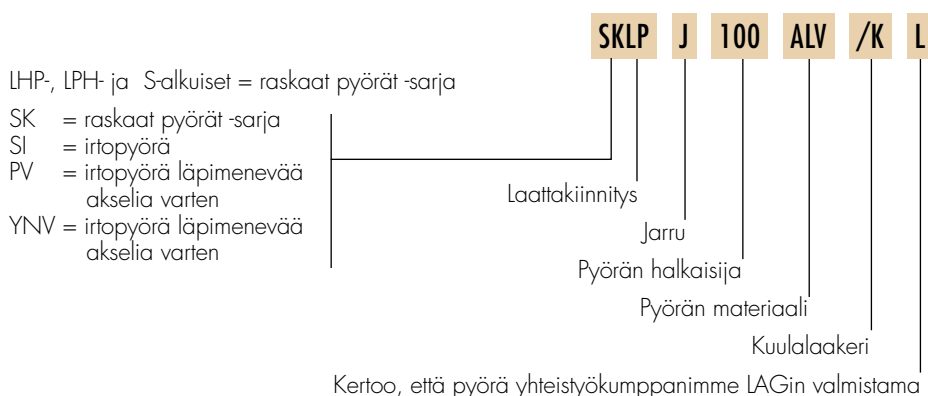 SKLP J 100 ALV /K L
LHP-, LPH- ja S-alkuiset = raskaat pyörät -sarja
SK = raskaat pyörät -sarja
SI = irtopyörä
PV = irtopyörä läpimenevää
akselia varten
YNV = irtopyörä läpimenevää
akselia varten
Laattakiinnitys
Jarru
Pyörän halkaisija
Pyörän materiaali
Kuulalaakeri
Kertoo, että pyörä yhteistyökumppanimme LAGin valmistama